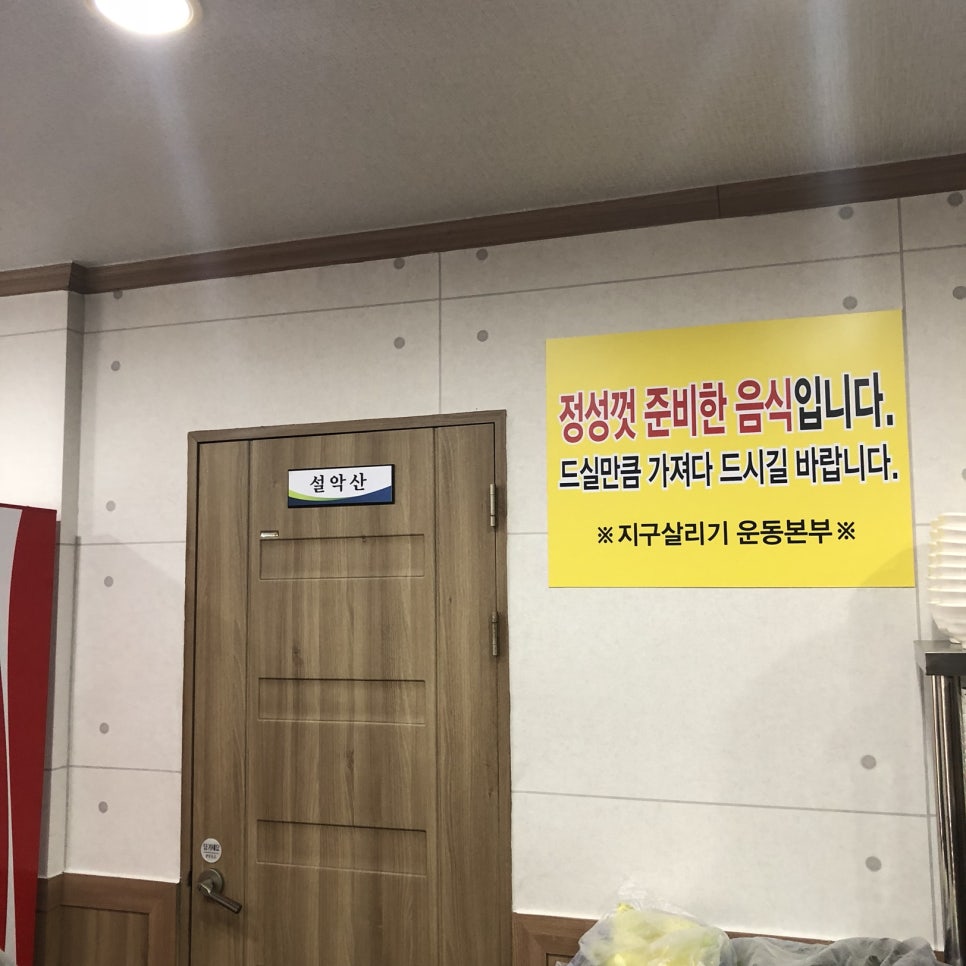 설악산
정성껏 준비한 음식입니다.
드실만큼 가져다 드시길 바랍니다.
※지구살리기 운동본부※